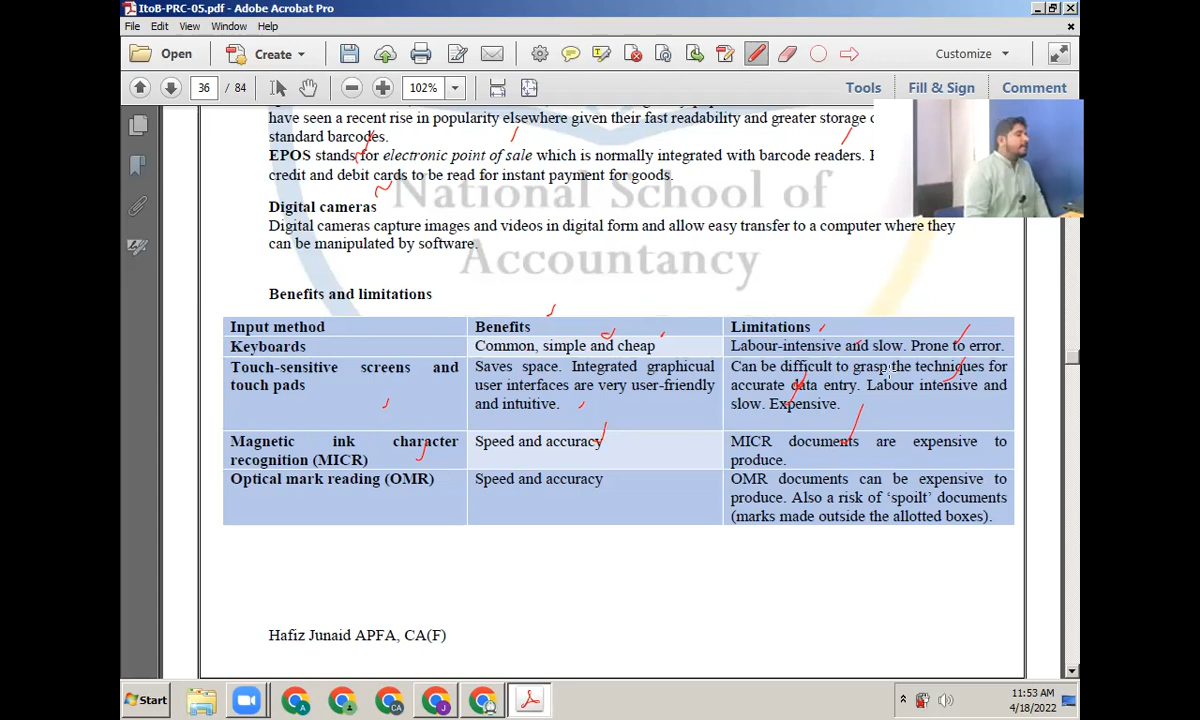 ItoB-PRC-05.pdf - Adobe Acrobat Pro
File Edit View Window Help
Open Create Customize
36 / 84 102% Tools Fill & Sign Comment
have seen a recent rise in popularity elsewhere given their fast readability and greater storage
standard barcodes.
EPOS stands for electronic point of sale which is normally integrated with barcode readers.
credit and debit cards to be read for instant payment for goods.
National School of
Accountancy
Digital cameras
Digital cameras capture images and videos in digital form and allow easy transfer to a computer where they
can be manipulated by software.
Benefits and limitations
Input method Benefits Limitations
Keyboards Common, simple and cheap Labour-intensive and slow. Prone to error.
Touch-sensitive screens and
touch pads
Saves space. Integrated graphicual
user interfaces are very user-friendly
and intuitive.
Can be difficult to grasp the techniques for
accurate data entry. Labour intensive and
slow. Expensive.
Magnetic ink character
recognition (MICR)
Speed and accuracy
MICR documents are expensive to
produce.
Optical mark reading (OMR)
Speed and accuracy
OMR documents can be expensive to
produce. Also a risk of ‘spoilt’ documents
(marks made outside the allotted boxes).
Hafiz Junaid APFA, CA(F)
Start
11:53 AM
4/18/2022